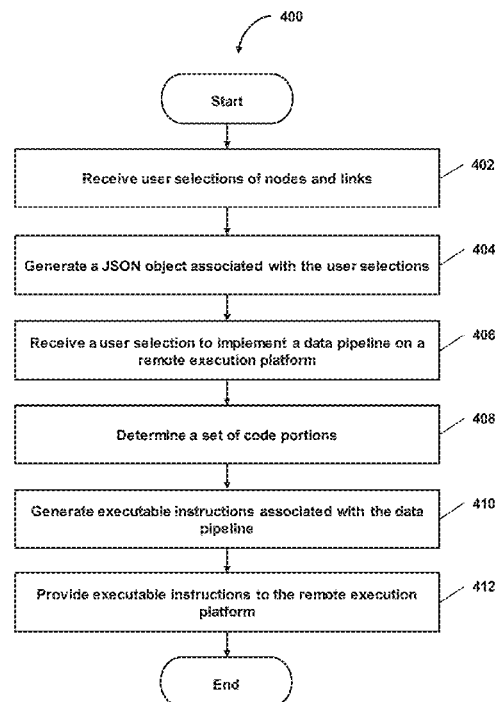 400
Start
Receive user selections of nodes and links
402
Generate a JSON object associated with the user selections
404
Receive a user selection to implement a data pipeline on a
remote execution platform
406
Determine a set of code portions
408
Generate executable instructions associated with the data
pipeline
410
Provide executable instructions to the remote execution
platform
412
End